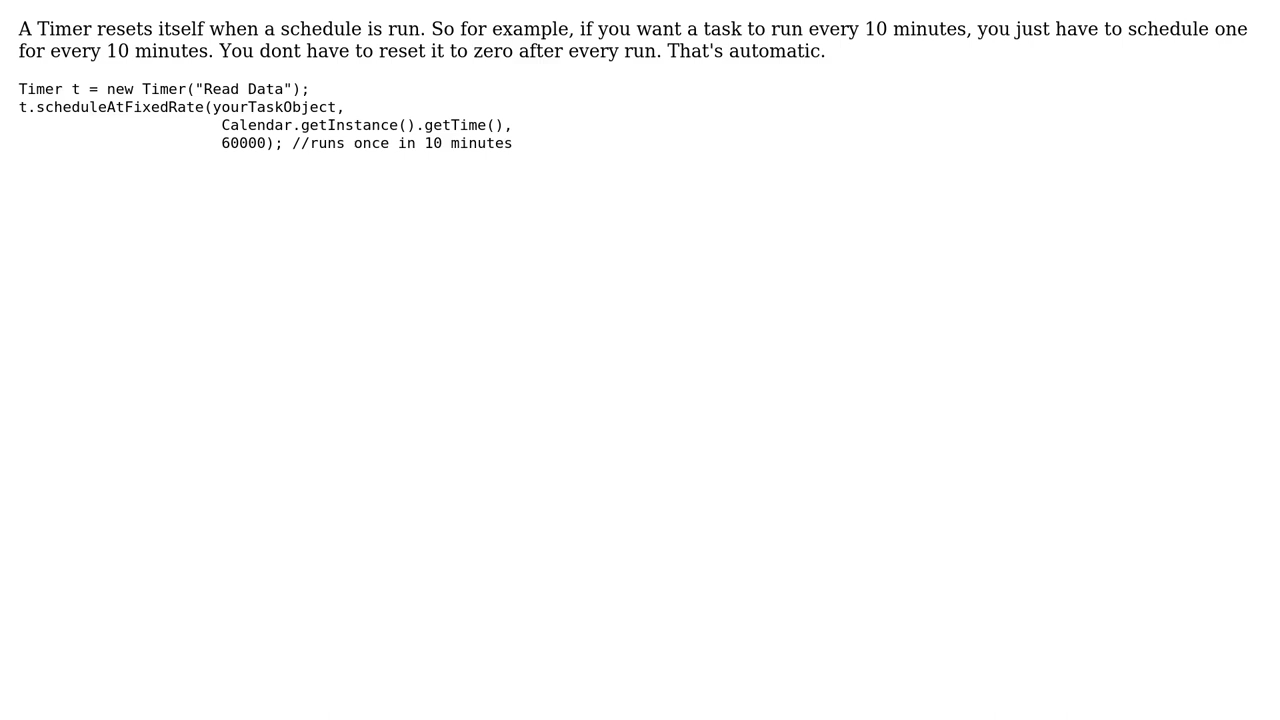 A Timer resets itself when a schedule is run. So for example, if you want a task to run every 10 minutes, you just have to schedule one
for every 10 minutes. You dont have to reset it to zero after every run. That's automatic.
Timer t = new Timer("Read Data");
t.scheduleAtFixedRate(yourTaskObject,
                       Calendar.getInstance().getTime(),
                       60000); //runs once in 10 minutes